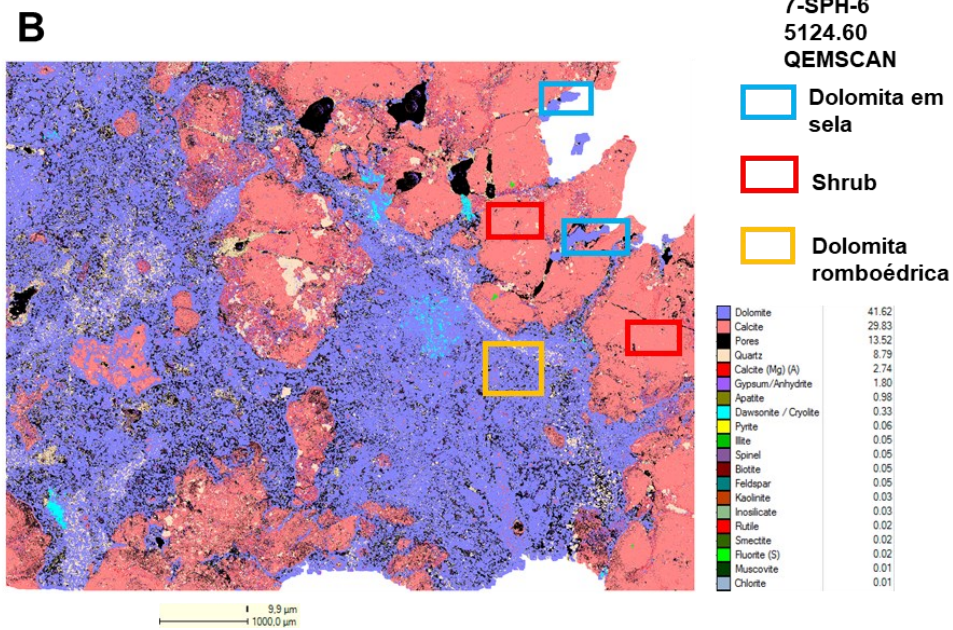 B
7-SPH-6
5124.60
QEMSCAN
Dolomita em
sela
Shrub
Dolomita
romboédrica
Dolomite 41.62
Calcite 29.83
Pores 13.52
Quartz 8.79
Calcite (Mg) (A) 2.74
Gypsum/Anhydrite 1.80
Apatite 0.98
Dawsonite / Cryolite 0.33
Pyrite 0.06
Illite 0.05
Spinel 0.05
Biotite 0.05
Feldspar 0.05
Kaolinite 0.03
Inosilicate 0.03
Rutile 0.02
Smectite 0.02
Fluorite (S) 0.02
Muscovite 0.01
Chlorite 0.01
9,9 µm
1000,0 µm